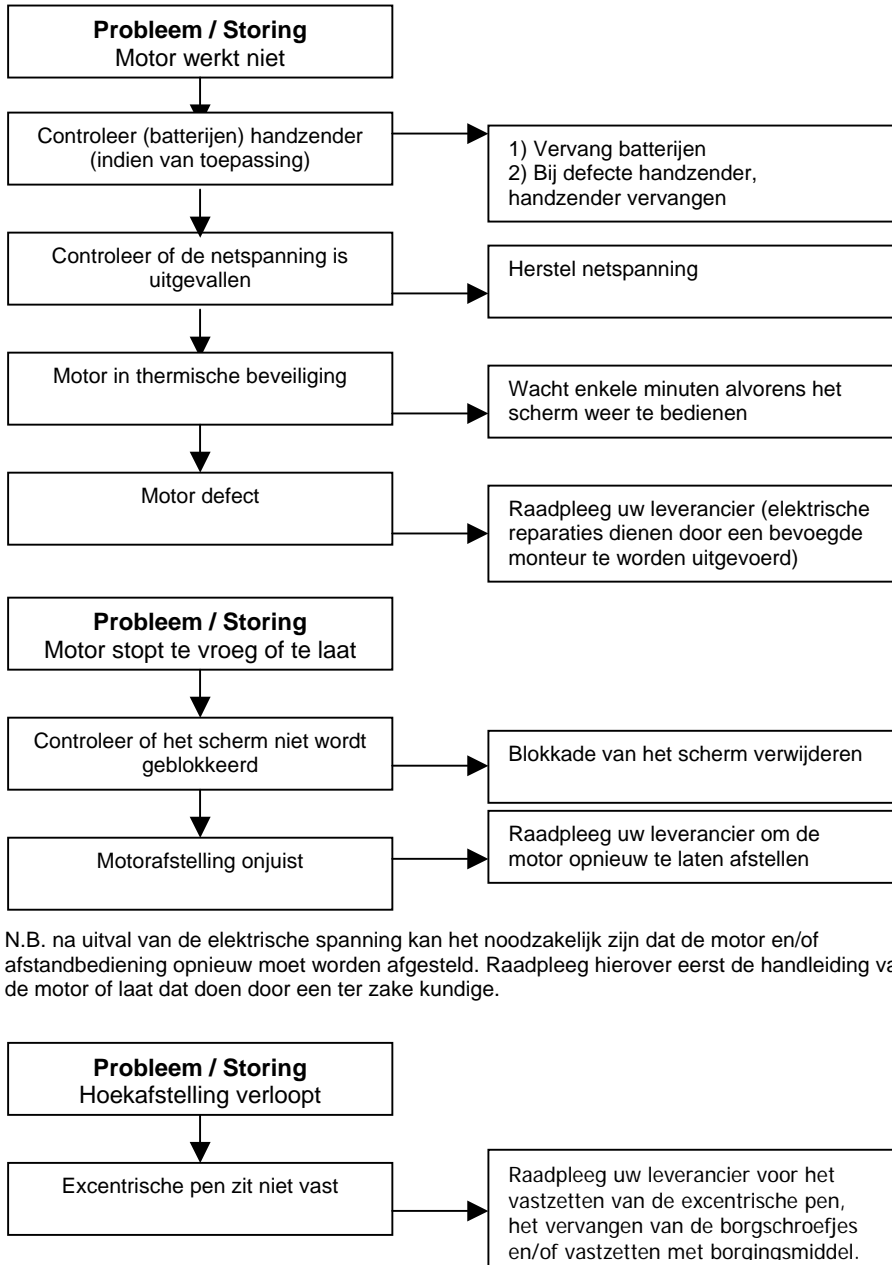 Probleem / Storing
Motor werkt niet
Controleer (batterijen) handzender
(indien van toepassing)
1) Vervang batterijen
2) Bij defecte handzender,
handzender vervangen
Controleer of de netspanning is
uitgevallen
Herstel netspanning
Motor in thermische beveiliging
Wacht enkele minuten alvorens het
scherm weer te bedienen
Motor defect
Raadpleeg uw leverancier (elektrische
reparaties dienen door een bevoegde
monteur te worden uitgevoerd)
Probleem / Storing
Motor stopt te vroeg of te laat
Controleer of het scherm niet wordt
geblokkeerd
Blokkade van het scherm verwijderen
Motorafstelling onjuist
Raadpleeg uw leverancier om de
motor opnieuw te laten afstellen
N.B. na uitval van de elektrische spanning kan het noodzakelijk zijn dat de motor en/of
afstandbediening opnieuw moet worden afgesteld. Raadpleeg hierover eerst de handleiding va
de motor of laat dat doen door een ter zake kundige.
Probleem / Storing
Hoekafstelling verloopt
Excentrische pen zit niet vast
Raadpleeg uw leverancier voor het
vastzetten van de excentrische pen,
het vervangen van de borgschroefjes
en/of vastzetten met borgingsmiddel.